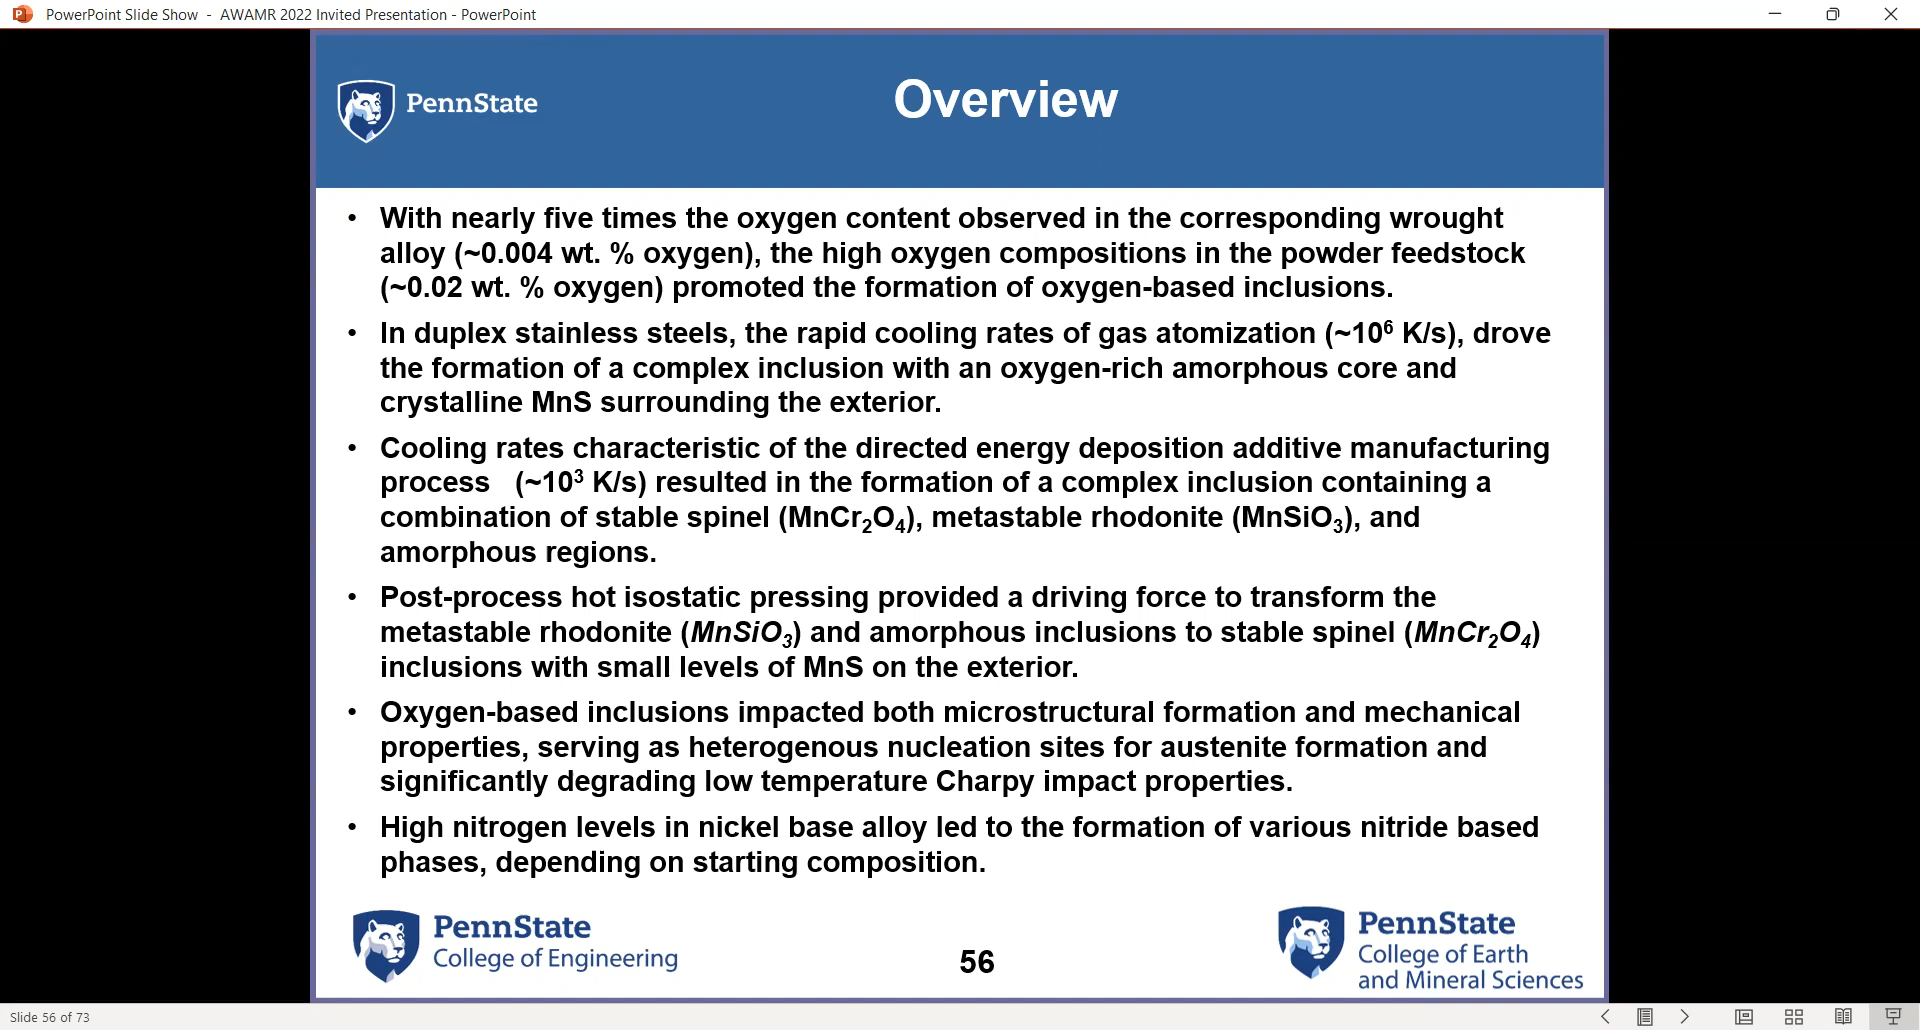 PowerPoint Slide Show - AWAMR 2022 Invited Presentation - PowerPoint
PennState
Overview
• With nearly five times the oxygen content observed in the corresponding wrought
alloy (~0.004 wt. % oxygen), the high oxygen compositions in the powder feedstock
(~0.02 wt. % oxygen) promoted the formation of oxygen-based inclusions.
• In duplex stainless steels, the rapid cooling rates of gas atomization (~10⁶ K/s), drove
the formation of a complex inclusion with an oxygen-rich amorphous core and
crystalline MnS surrounding the exterior.
• Cooling rates characteristic of the directed energy deposition additive manufacturing
process (~10³ K/s) resulted in the formation of a complex inclusion containing a
combination of stable spinel (MnCr₂O₄), metastable rhodonite (MnSiO₃), and
amorphous regions.
• Post-process hot isostatic pressing provided a driving force to transform the
metastable rhodonite (MnSiO₃) and amorphous inclusions to stable spinel (MnCr₂O₄)
inclusions with small levels of MnS on the exterior.
• Oxygen-based inclusions impacted both microstructural formation and mechanical
properties, serving as heterogenous nucleation sites for austenite formation and
significantly degrading low temperature Charpy impact properties.
• High nitrogen levels in nickel base alloy led to the formation of various nitride based
phases, depending on starting composition.
PennState
College of Engineering
56
PennState
College of Earth
and Mineral Sciences
Slide 56 of 73